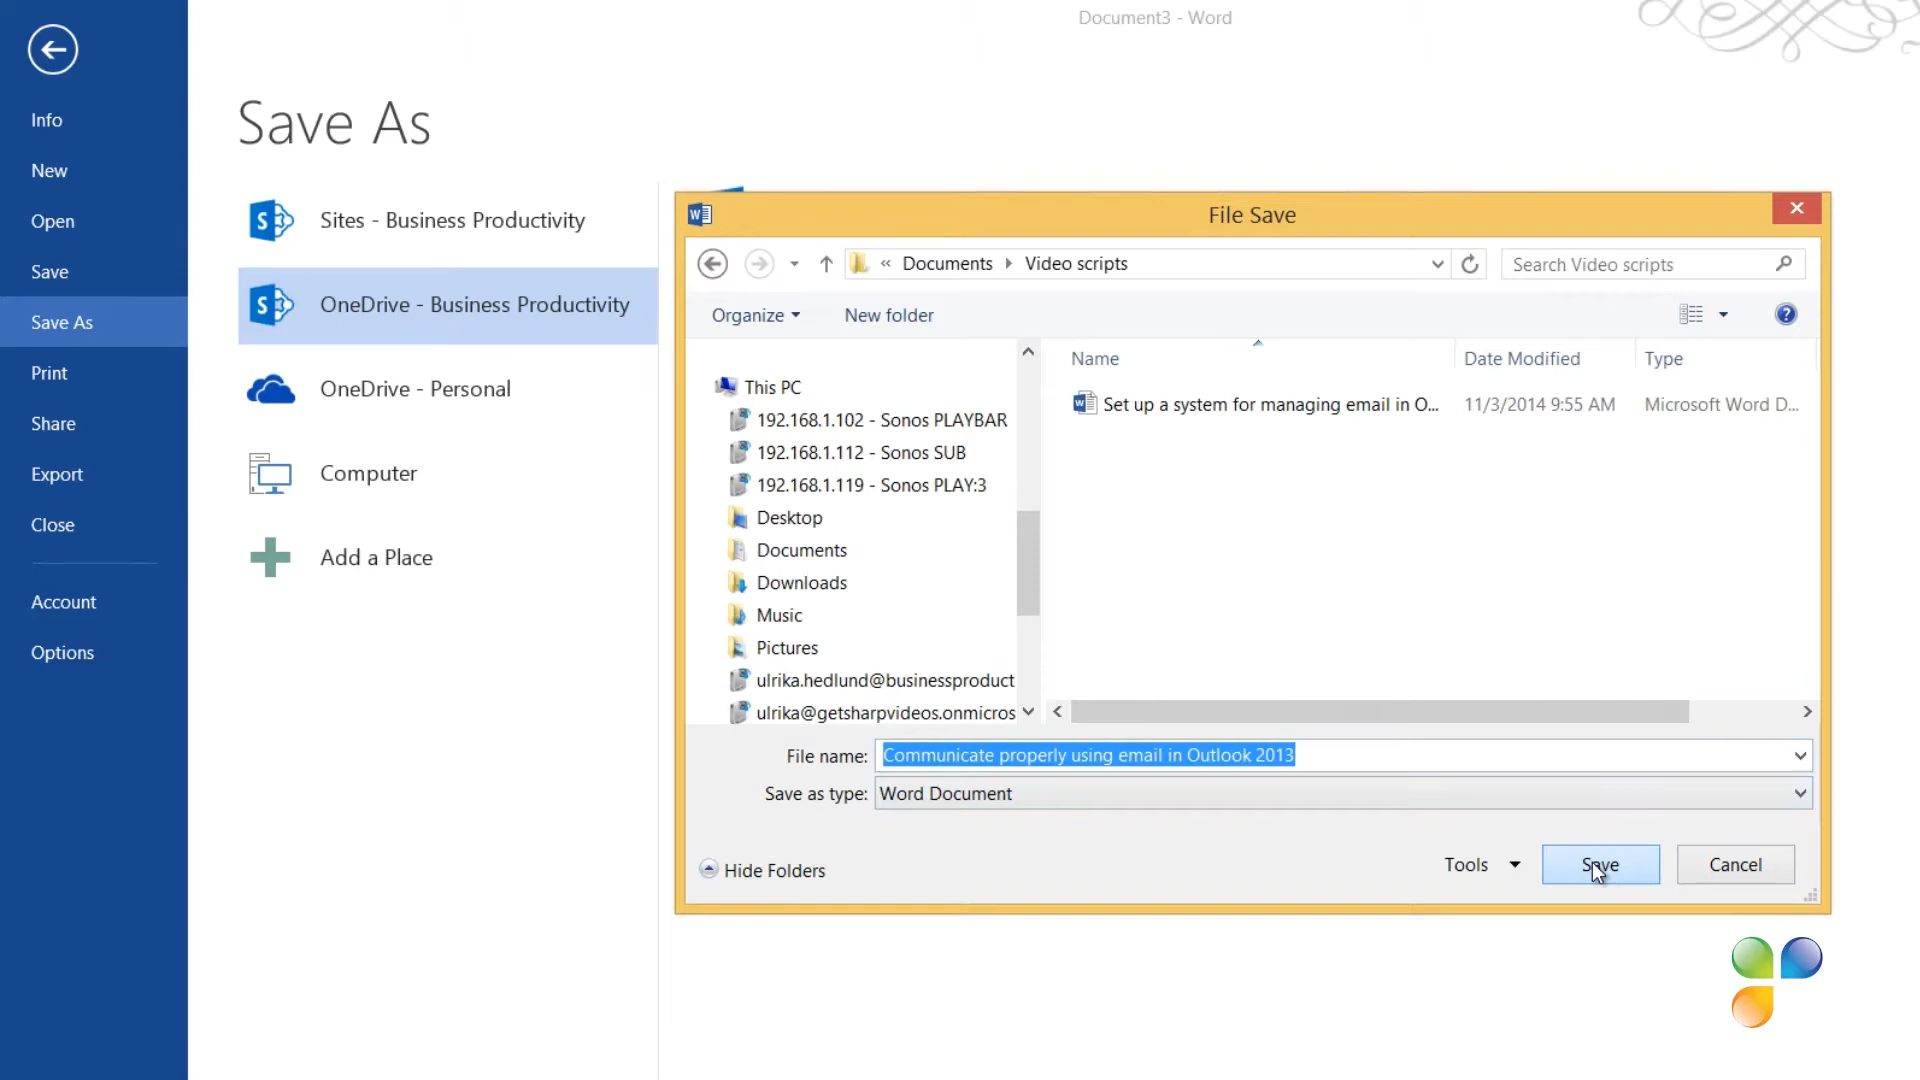 Document3 - Word
Info
New
Open
Save
Save As
Print
Share
Export
Close
Account
Options
Save As
Sites - Business Productivity
OneDrive - Business Productivity
OneDrive - Personal
Computer
Add a Place
File Save
« Documents Video scripts
Search Video scripts
Organize
New folder
This PC
192.168.1.102 - Sonos PLAYBAR
192.168.1.112 - Sonos SUB
192.168.1.119 - Sonos PLAY:3
Desktop
Documents
Downloads
Music
Pictures
ulrika.hedlund@businessproduct
ulrika@getsharpvideos.onmicros
Name Date Modified Type
Set up a system for managing email in O... 11/3/2014 9:55 AM Microsoft Word D...
File name: Communicate properly using email in Outlook 2013
Save as type: Word Document
Hide Folders
Tools
Save
Cancel